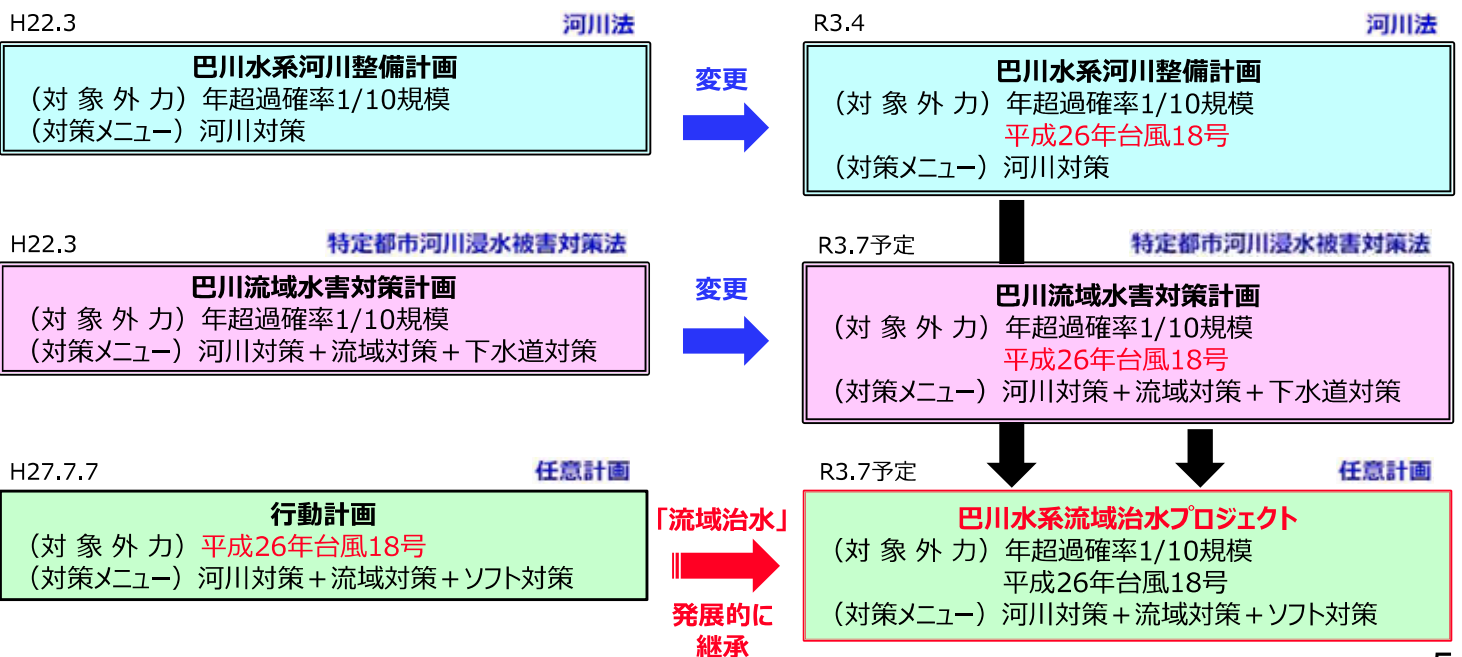 H22.3
河川法
巴川水系河川整備計画
（対 象 外 力）年超過確率1/10規模
（対策メニュー）河川対策
変更
R3.4
河川法
巴川水系河川整備計画
（対 象 外 力）年超過確率1/10規模
平成26年台風18号
（対策メニュー）河川対策
H22.3
特定都市河川浸水被害対策法
巴川流域水害対策計画
（対 象 外 力）年超過確率1/10規模
（対策メニュー）河川対策＋流域対策＋下水道対策
変更
R3.7予定
特定都市河川浸水被害対策法
巴川流域水害対策計画
（対 象 外 力）年超過確率1/10規模
平成26年台風18号
（対策メニュー）河川対策＋流域対策＋下水道対策
H27.7.7
任意計画
行動計画
（対 象 外 力）平成26年台風18号
（対策メニュー）河川対策＋流域対策＋ソフト対策
「流域治水」
発展的に
継承
R3.7予定
任意計画
巴川水系流域治水プロジェクト
（対 象 外 力）年超過確率1/10規模
平成26年台風18号
（対策メニュー）河川対策＋流域対策＋ソフト対策